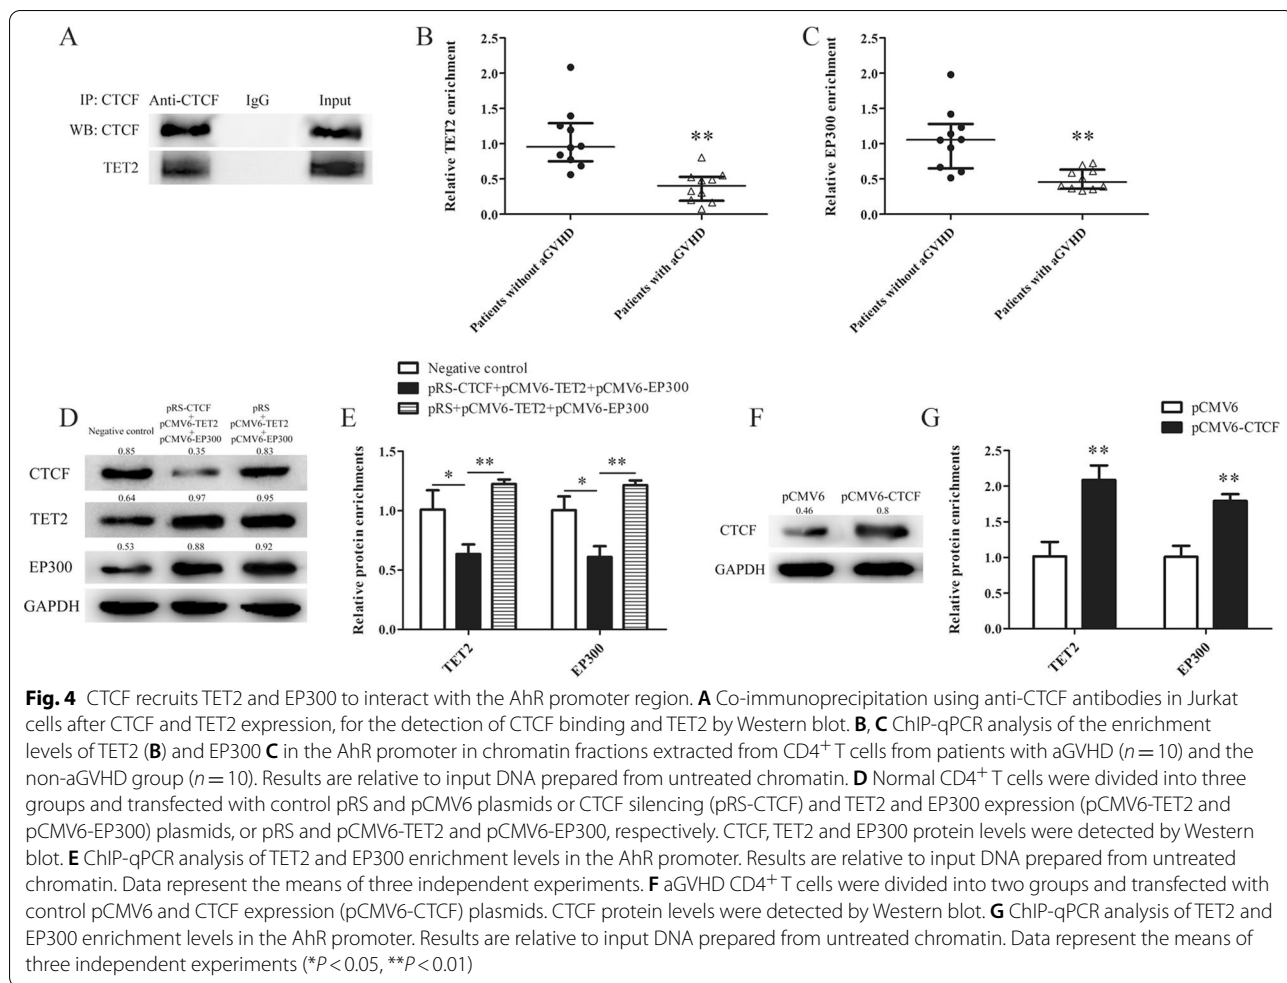 A
IP: CTCF Anti-CTCF IgG Input
WB: CTCF
TET2
B
Relative TET2 enrichment
2.5
2.0
1.5
1.0
0.5
0.0
**
Patients without aGVHD
Patients with aGVHD
C
Relative EP300 enrichment
2.5
2.0
1.5
1.0
0.5
0.0
**
Patients without aGVHD
Patients with aGVHD
D
Negative control
pRS-CTCF
+
pCMV6-TET2
+
pCMV6-EP300
pRS
+
pCMV6-TET2
+
pCMV6-EP300
0.85 0.35 0.83
CTCF
0.64 0.97 0.95
TET2
0.53 0.88 0.92
EP300
GAPDH
E
Negative control
pRS-CTCF+pCMV6-TET2+pCMV6-EP300
pRS+pCMV6-TET2+pCMV6-EP300
Relative protein enrichments
1.5
1.0
0.5
0.0
* **
* **
TET2
EP300
F
pCMV6 pCMV6-CTCF
0.46 0.8
CTCF
GAPDH
G
pCMV6
pCMV6-CTCF
Relative protein enrichments
2.5
2.0
1.5
1.0
0.5
0.0
**
**
TET2
EP300
Fig. 4 CTCF recruits TET2 and EP300 to interact with the AhR promoter region. A Co-immunoprecipitation using anti-CTCF antibodies in Jurkat
cells after CTCF and TET2 expression, for the detection of CTCF binding and TET2 by Western blot. B, C ChIP-qPCR analysis of the enrichment
levels of TET2 (B) and EP300 C in the AhR promoter in chromatin fractions extracted from CD4+ T cells from patients with aGVHD (n = 10) and the
non-aGVHD group (n = 10). Results are relative to input DNA prepared from untreated chromatin. D Normal CD4+ T cells were divided into three
groups and transfected with control pRS and pCMV6 plasmids or CTCF silencing (pRS-CTCF) and TET2 and EP300 expression (pCMV6-TET2 and
pCMV6-EP300) plasmids, or pRS and pCMV6-TET2 and pCMV6-EP300, respectively. CTCF, TET2 and EP300 protein levels were detected by Western
blot. E ChIP-qPCR analysis of TET2 and EP300 enrichment levels in the AhR promoter. Results are relative to input DNA prepared from untreated
chromatin. Data represent the means of three independent experiments. F aGVHD CD4+ T cells were divided into two groups and transfected with
control pCMV6 and CTCF expression (pCMV6-CTCF) plasmids. CTCF protein levels were detected by Western blot. G ChIP-qPCR analysis of TET2 and
EP300 enrichment levels in the AhR promoter. Results are relative to input DNA prepared from untreated chromatin. Data represent the means of
three independent experiments (*P < 0.05, **P < 0.01)